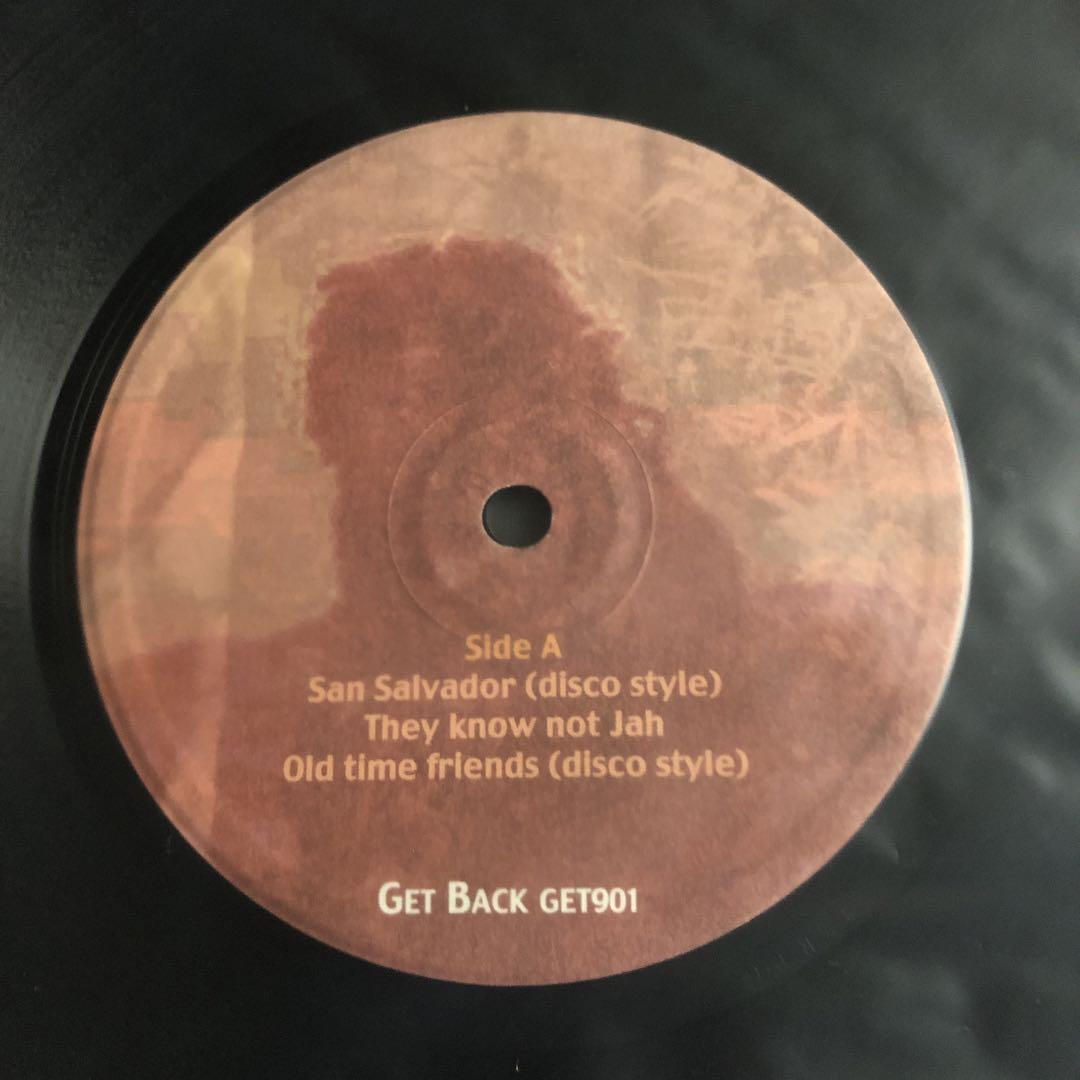 Side A
San Salvador (disco style)
They know not Jah
Old time friends (disco style)
GET BACK GET901